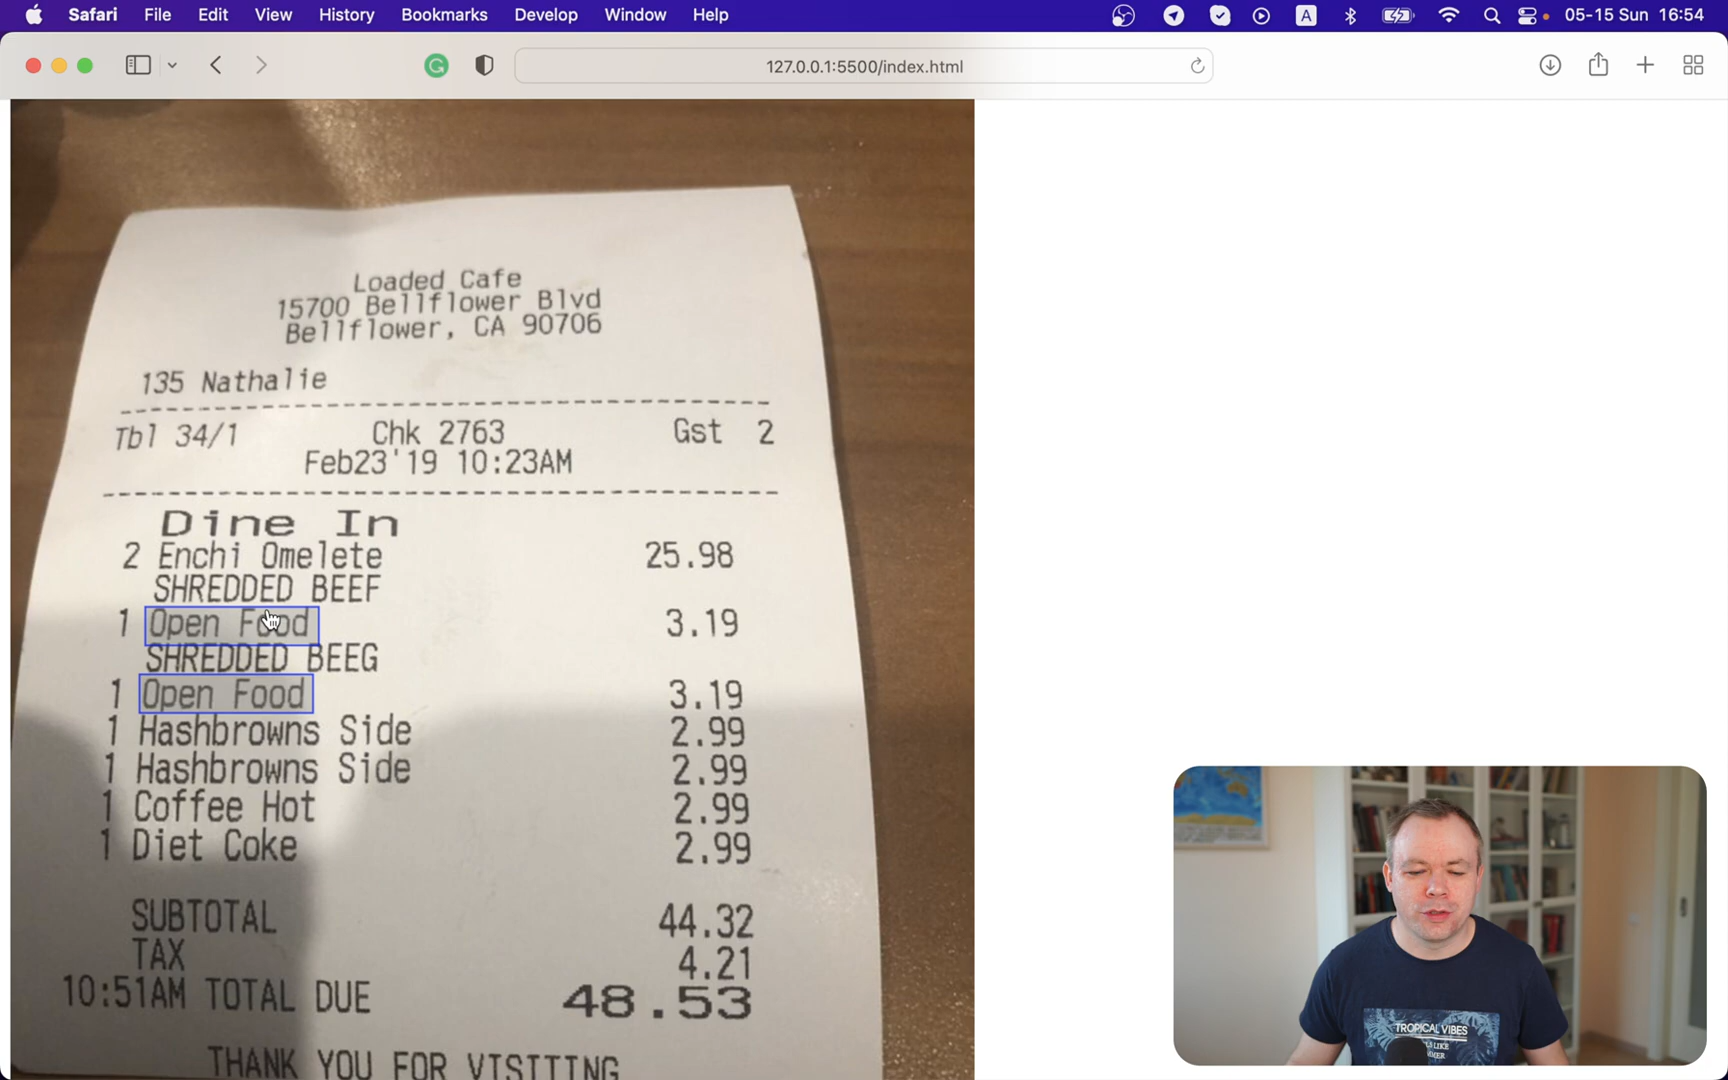 Safari File Edit View History Bookmarks Develop Window Help A 05-15 Sun 16:54
127.0.0.1:5500/index.html
Loaded Cafe
15700 Bellflower Blvd
Bellflower, CA 90706
135 Nathalie
Tbl 34/1 Chk 2763 Gst 2
Feb23'19 10:23AM
Dine In
2 Enchi Omelete 25.98
SHREDDED BEEF
1 Open Food 3.19
SHREDDED BEEG
1 Open Food 3.19
1 Hashbrowns Side 2.99
1 Hashbrowns Side 2.99
1 Coffee Hot 2.99
1 Diet Coke 2.99
SUBTOTAL 44.32
TAX 4.21
10:51AM TOTAL DUE 48.53
THANK YOU FOR VISITING
TROPICAL VIBES